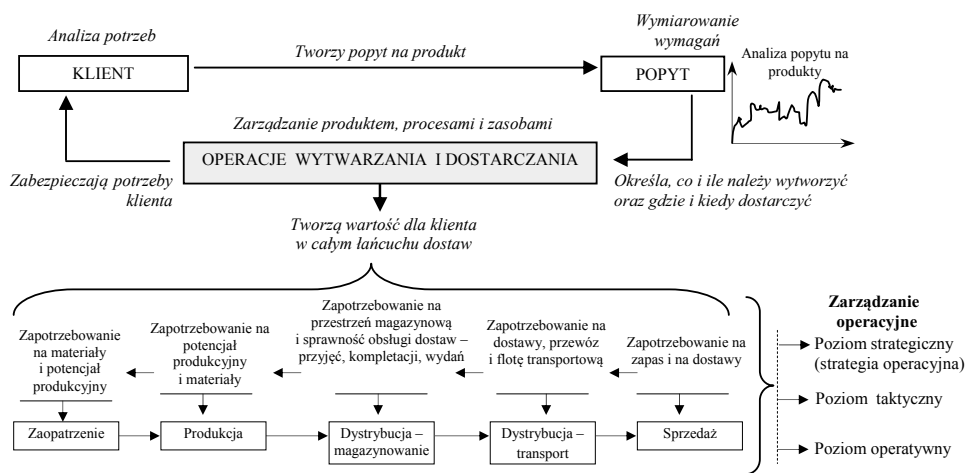 Analiza potrzeb
KLIENT
Tworzy popyt na produkt
Wymiarowanie
wymagań
POPYT
Analiza popytu na
produkty
Zarządzanie produktem, procesami i zasobami
OPERACJE WYTWARZANIA I DOSTARCZANIA
Zabezpieczają potrzeby
klienta
Określa, co i ile należy wytworzyć
oraz gdzie i kiedy dostarczyć
Tworzą wartość dla klienta
w całym łańcuchu dostaw
Zapotrzebowanie
na materiały
i potencjał
produkcyjny
Zapotrzebowanie na
potencjał
produkcyjny
i materiały
Zapotrzebowanie na
przestrzeń magazynową
i sprawność obsługi dostaw –
przyjęć, kompletacji, wydań
Zapotrzebowanie na
dostawy, przewóz
i flotę transportową
Zapotrzebowanie na
zapas i na dostawy
Zaopatrzenie
Produkcja
Dystrybucja –
magazynowanie
Dystrybucja –
transport
Sprzedaż
Zarządzanie
operacyjne
Poziom strategiczny
(strategia operacyjna)
Poziom taktyczny
Poziom operatywny